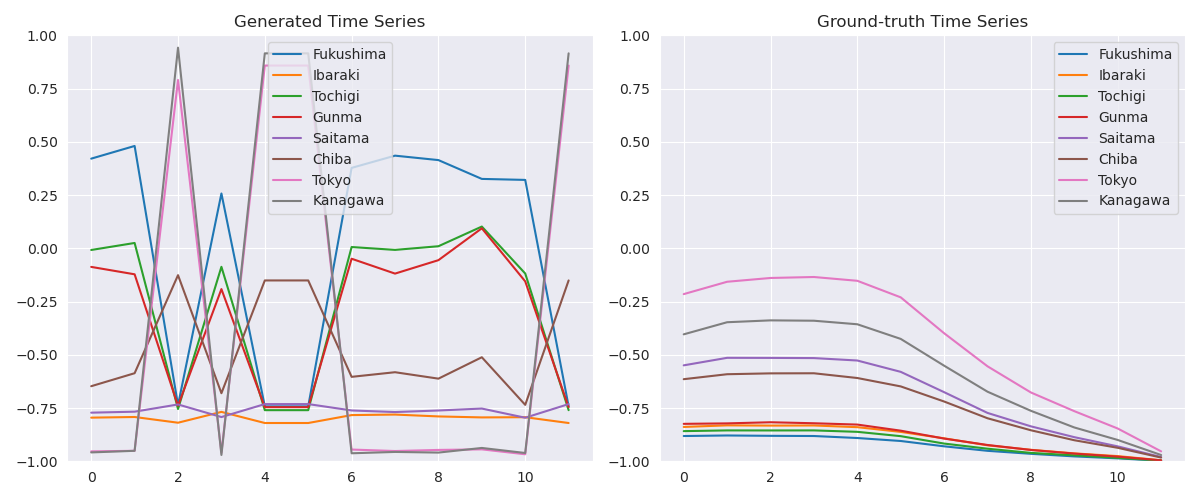 Generated Time Series
1.00
0.75
0.50
0.25
0.00
−0.25
−0.50
−0.75
−1.00
0 2 4 6 8 10
Fukushima
Ibaraki
Tochigi
Gunma
Saitama
Chiba
Tokyo
Kanagawa
Ground-truth Time Series
1.00
0.75
0.50
0.25
0.00
−0.25
−0.50
−0.75
−1.00
0 2 4 6 8 10
Fukushima
Ibaraki
Tochigi
Gunma
Saitama
Chiba
Tokyo
Kanagawa